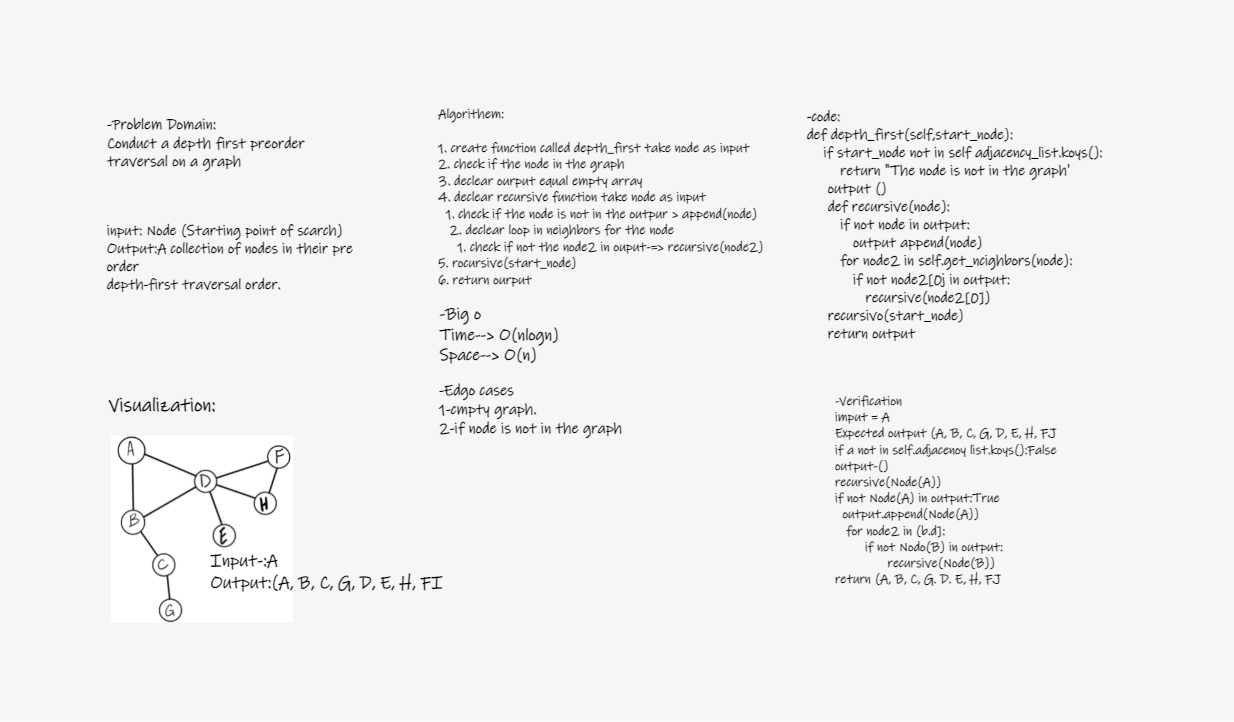 -Problem Domain:
Conduct a depth first preorder
traversal on a graph
input: Node (Starting point of scarch)
Output:A collection of nodes in their pre
order
depth-first traversal order.
Visualization:
A
F
D
H
B
E
C
G
Input-:A
Output:(A, B, C, G, D, E, H, FI
Algorithem:
1. create function called depth_first take node as input
2. check if the node in the graph
3. declear ourput equal empty array
4. declear recursive function take node as input
1. check if the node is not in the outpur > append(node)
2. declear loop in neighbors for the node
1. check if not the node2 in ouput-=> recursive(node2)
5. rocursive(start_node)
6. return ourput
-Big o
Time--> O(nlogn)
Space--> O(n)
-Edgo cases
1-cmpty graph.
2-if node is not in the graph
-code:
def depth_first(self,start_node):
if start_node not in self adjacency_list.koys():
return "The node is not in the graph'
output ()
def recursive(node):
if not node in output:
output append(node)
for node2 in self.get_ncighbors(node):
if not node2[0j in output:
recursive(node2[0])
recursivo(start_node)
return output
-Verification
imput = A
Expected output (A, B, C, G, D, E, H, FJ
if a not in self.adjacenoy list.koys():False
output-()
recursive(Node(A))
if not Node(A) in output:True
output.append(Node(A))
for node2 in (b.d]:
if not Nodo(B) in output:
recursive(Node(B))
return (A, B, C, G. D. E, H, FJ